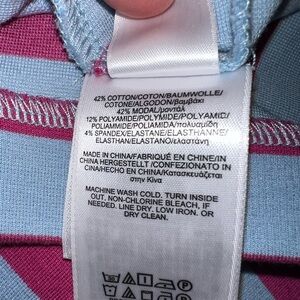 42% COTTON/COTON/BAUMWOLLE/
COTONE/ALGODON/βαμβάκι
42% MODAL/μοντάλ
12% POLYAMIDE/POLYAMID/POLYAMIDE/
POLIAMMIDE/POLIAMIDA/πολυαμίδη
4% SPANDEX/ELASTANE/ELASTHANNE/
ELASTHAN/ELASTANO/ελαστάνη
MADE IN CHINA/FABRIQUÉ EN CHINE/IN
CHINA HERGESTELLT/CONFEZIONATO IN
CINA/HECHO EN CHINA/Κατασκευάζεται
στην Κίνα
MACHINE WASH COLD. TURN INSIDE
OUT. NON-CHLORINE BLEACH, IF
NEEDED. LINE DRY. LOW IRON. OR
DRY CLEAN.